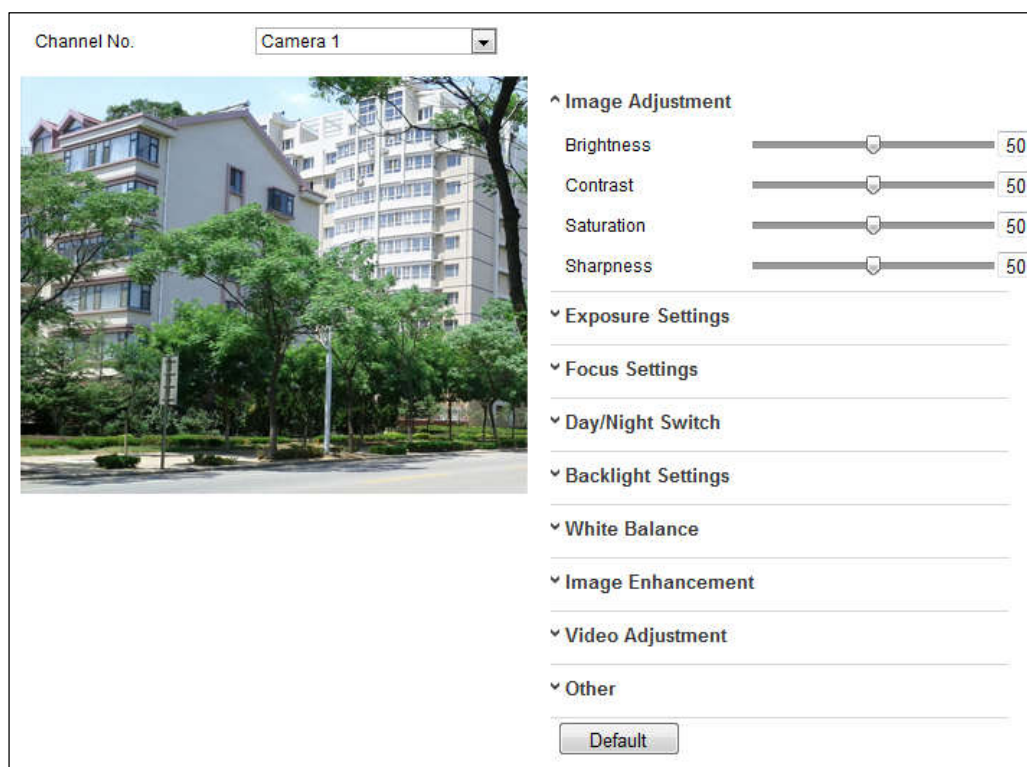 Channel No. Camera 1
Image Adjustment
Brightness 50
Contrast 50
Saturation 50
Sharpness 50
Exposure Settings
Focus Settings
Day/Night Switch
Backlight Settings
White Balance
Image Enhancement
Video Adjustment
Other
Default